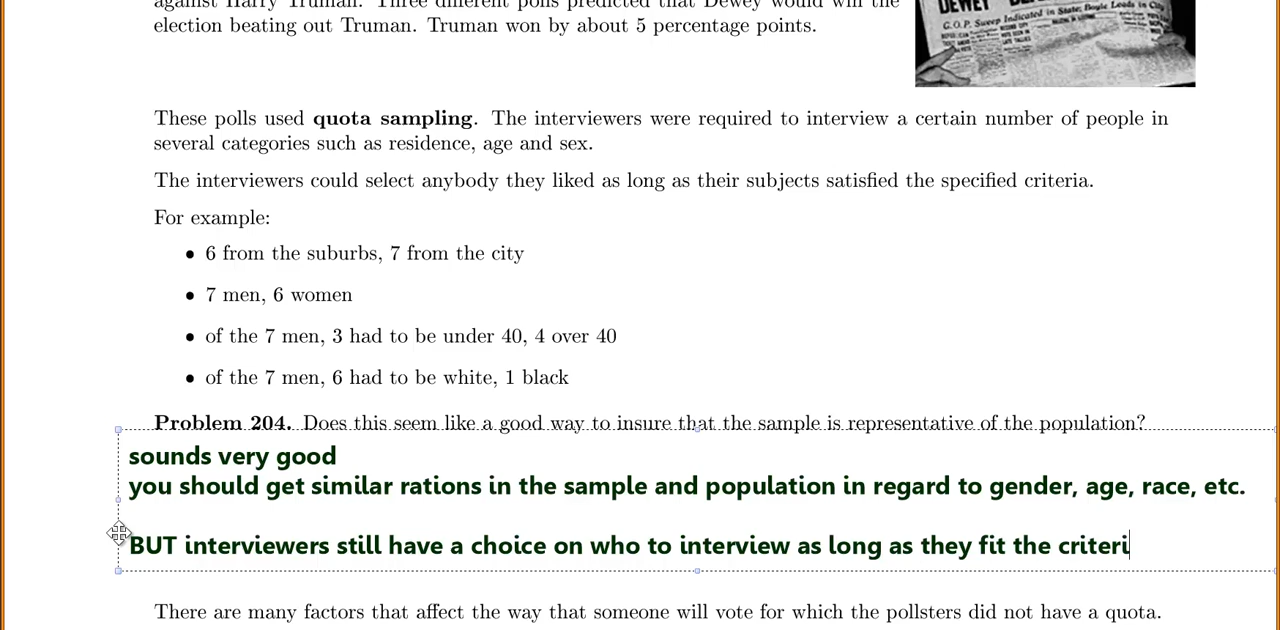 against Harry Truman. Three different polls predicted that Dewey would win the
election beating out Truman. Truman won by about 5 percentage points.
DEWEY
G.O.P. Sweep Indicated in State; Boyle Leads in City
These polls used quota sampling. The interviewers were required to interview a certain number of people in
several categories such as residence, age and sex.
The interviewers could select anybody they liked as long as their subjects satisfied the specified criteria.
For example:
• 6 from the suburbs, 7 from the city
• 7 men, 6 women
• of the 7 men, 3 had to be under 40, 4 over 40
• of the 7 men, 6 had to be white, 1 black
Problem 204. Does this seem like a good way to insure that the sample is representative of the population?
sounds very good
you should get similar rations in the sample and population in regard to gender, age, race, etc.
BUT interviewers still have a choice on who to interview as long as they fit the criteri
There are many factors that affect the way that someone will vote for which the pollsters did not have a quota.